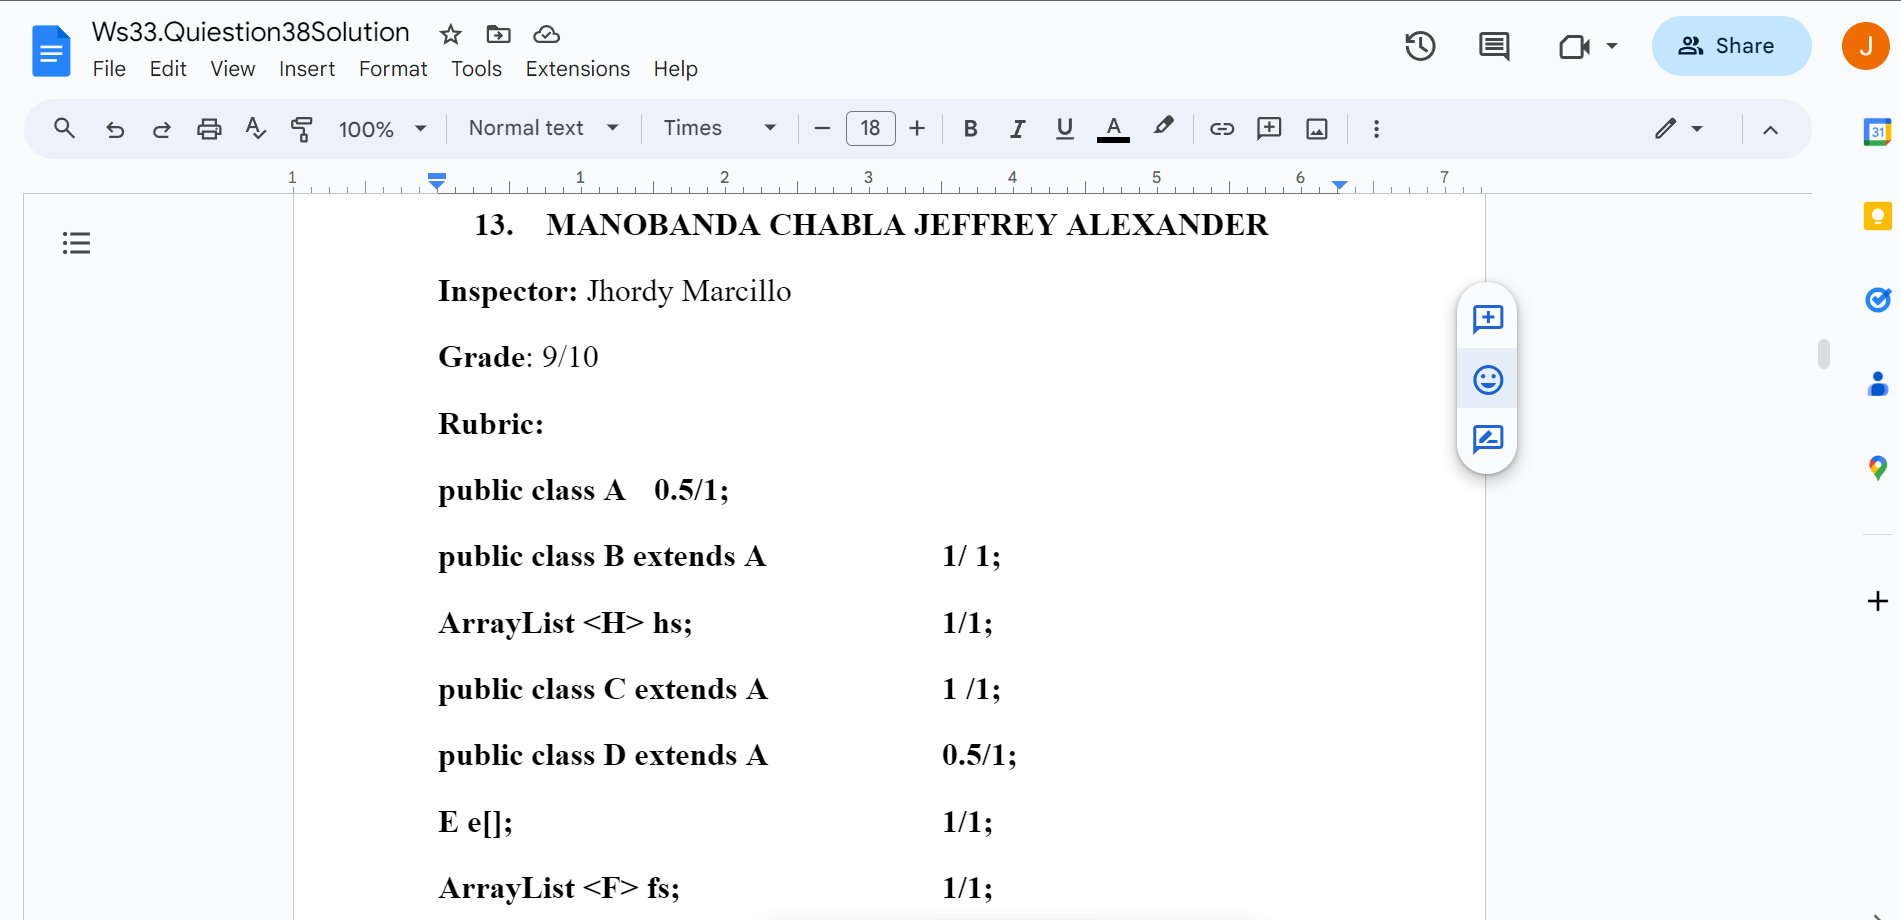 Ws33.Quiestion38Solution
File Edit View Insert Format Tools Extensions Help
Share
J
100% Normal text Times 18 B I U A
31
1 1 2 3 4 5 6 7
13. MANOBANDA CHABLA JEFFREY ALEXANDER
Inspector: Jhordy Marcillo
Grade: 9/10
Rubric:
public class A 0.5/1;
public class B extends A 1/ 1;
ArrayList <H> hs; 1/1;
public class C extends A 1 /1;
public class D extends A 0.5/1;
E e[]; 1/1;
ArrayList <F> fs; 1/1;